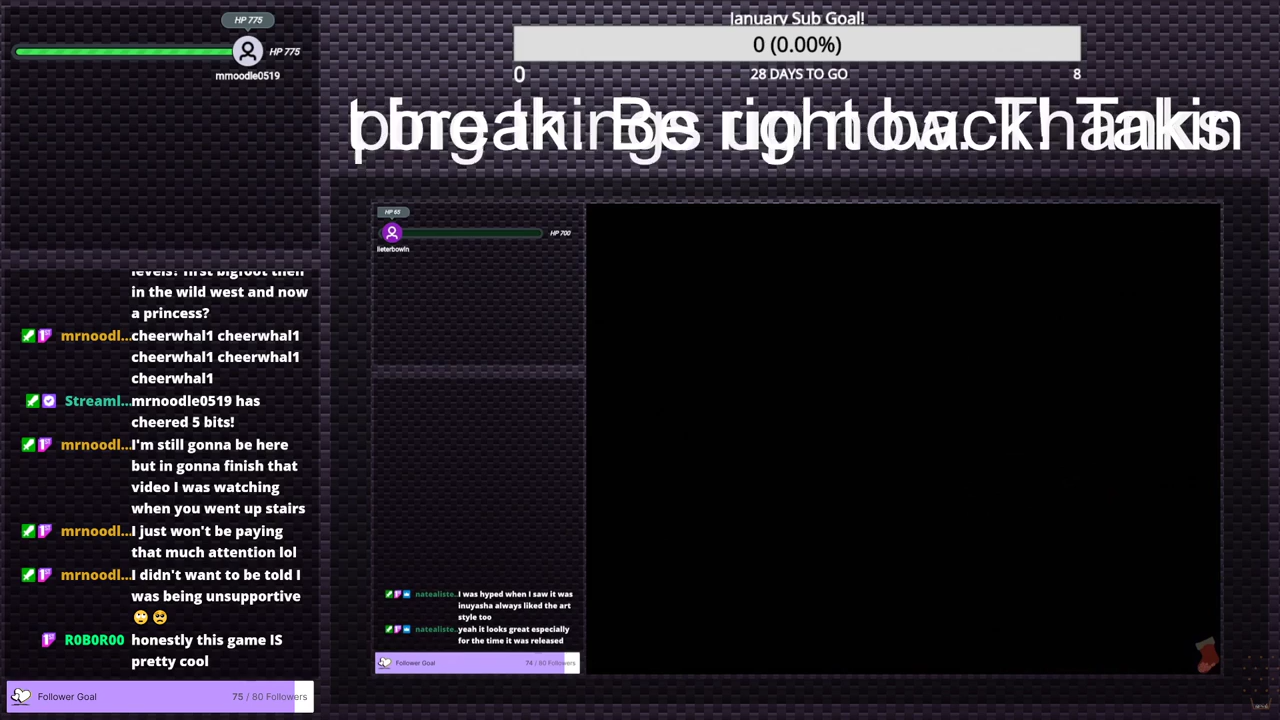 HP 775
HP 775
mrnoodle0519
January Sub Goal!
0 (0.00%)
0
28 DAYS TO GO
8
levels? first bigfoot then
in the wild west and now
a princess?
mrnoodl... cheerwhal1 cheerwhal1
cheerwhal1 cheerwhal1
cheerwhal1
Streaml... mrnoodle0519 has
cheered 5 bits!
mrnoodl... I'm still gonna be here
but in gonna finish that
video I was watching
when you went up stairs
mrnoodl... I just won't be paying
that much attention lol
mrnoodl... I didn't want to be told I
was being unsupportive
R0B0R00 honestly this game IS
pretty cool
Follower Goal 75 / 80 Followers
HP 65
HP 700
lieterbowin
natealiste... I was hyped when I saw it was
inuyasha always liked the art
style too
natealiste... yeah it looks great especially
for the time it was released
Follower Goal 74 / 80 Followers